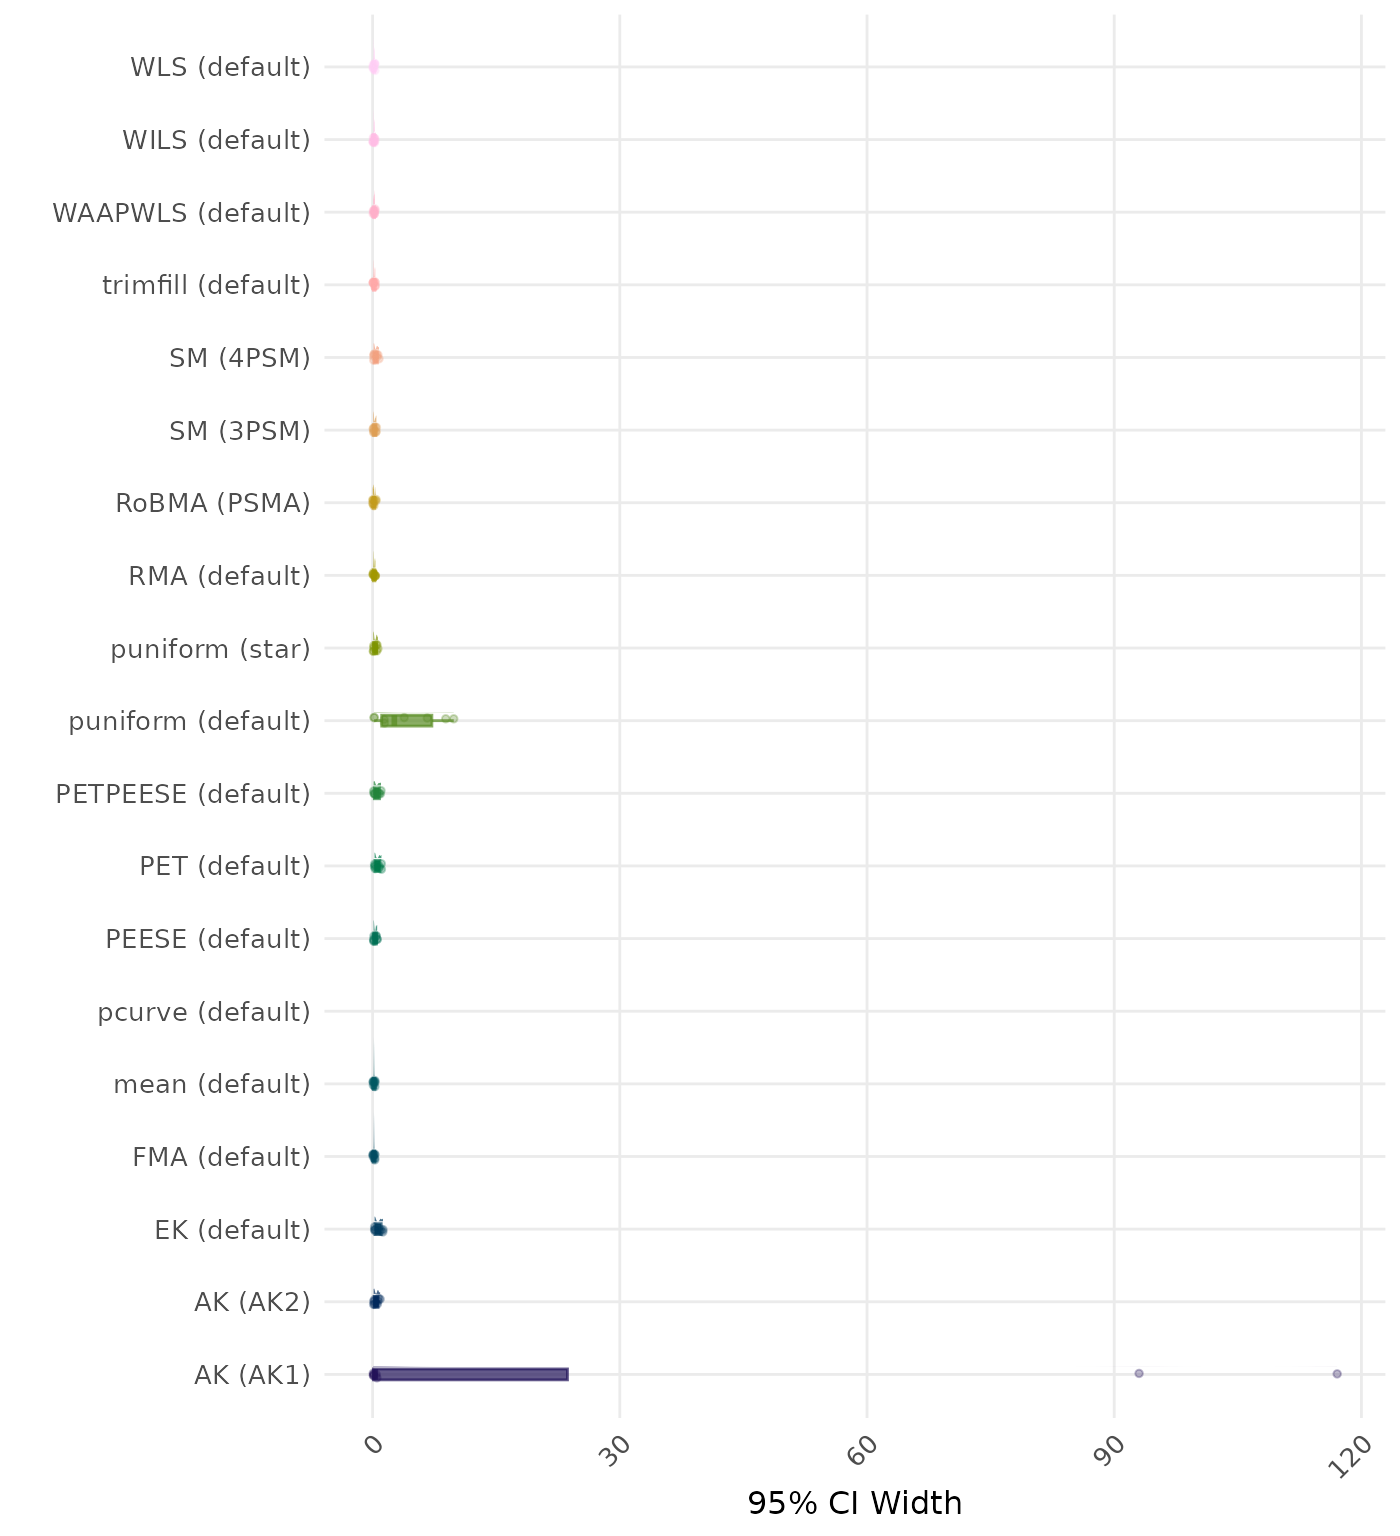 WLS (default)
WILS (default)
WAAPWLS (default)
trimfill (default)
SM (4PSM)
SM (3PSM)
RoBMA (PSMA)
RMA (default)
puniform (star)
puniform (default)
PETPEESE (default)
PET (default)
PEESE (default)
pcurve (default)
mean (default)
FMA (default)
EK (default)
AK (AK2)
AK (AK1)
0
30
60
90
120
95% CI Width